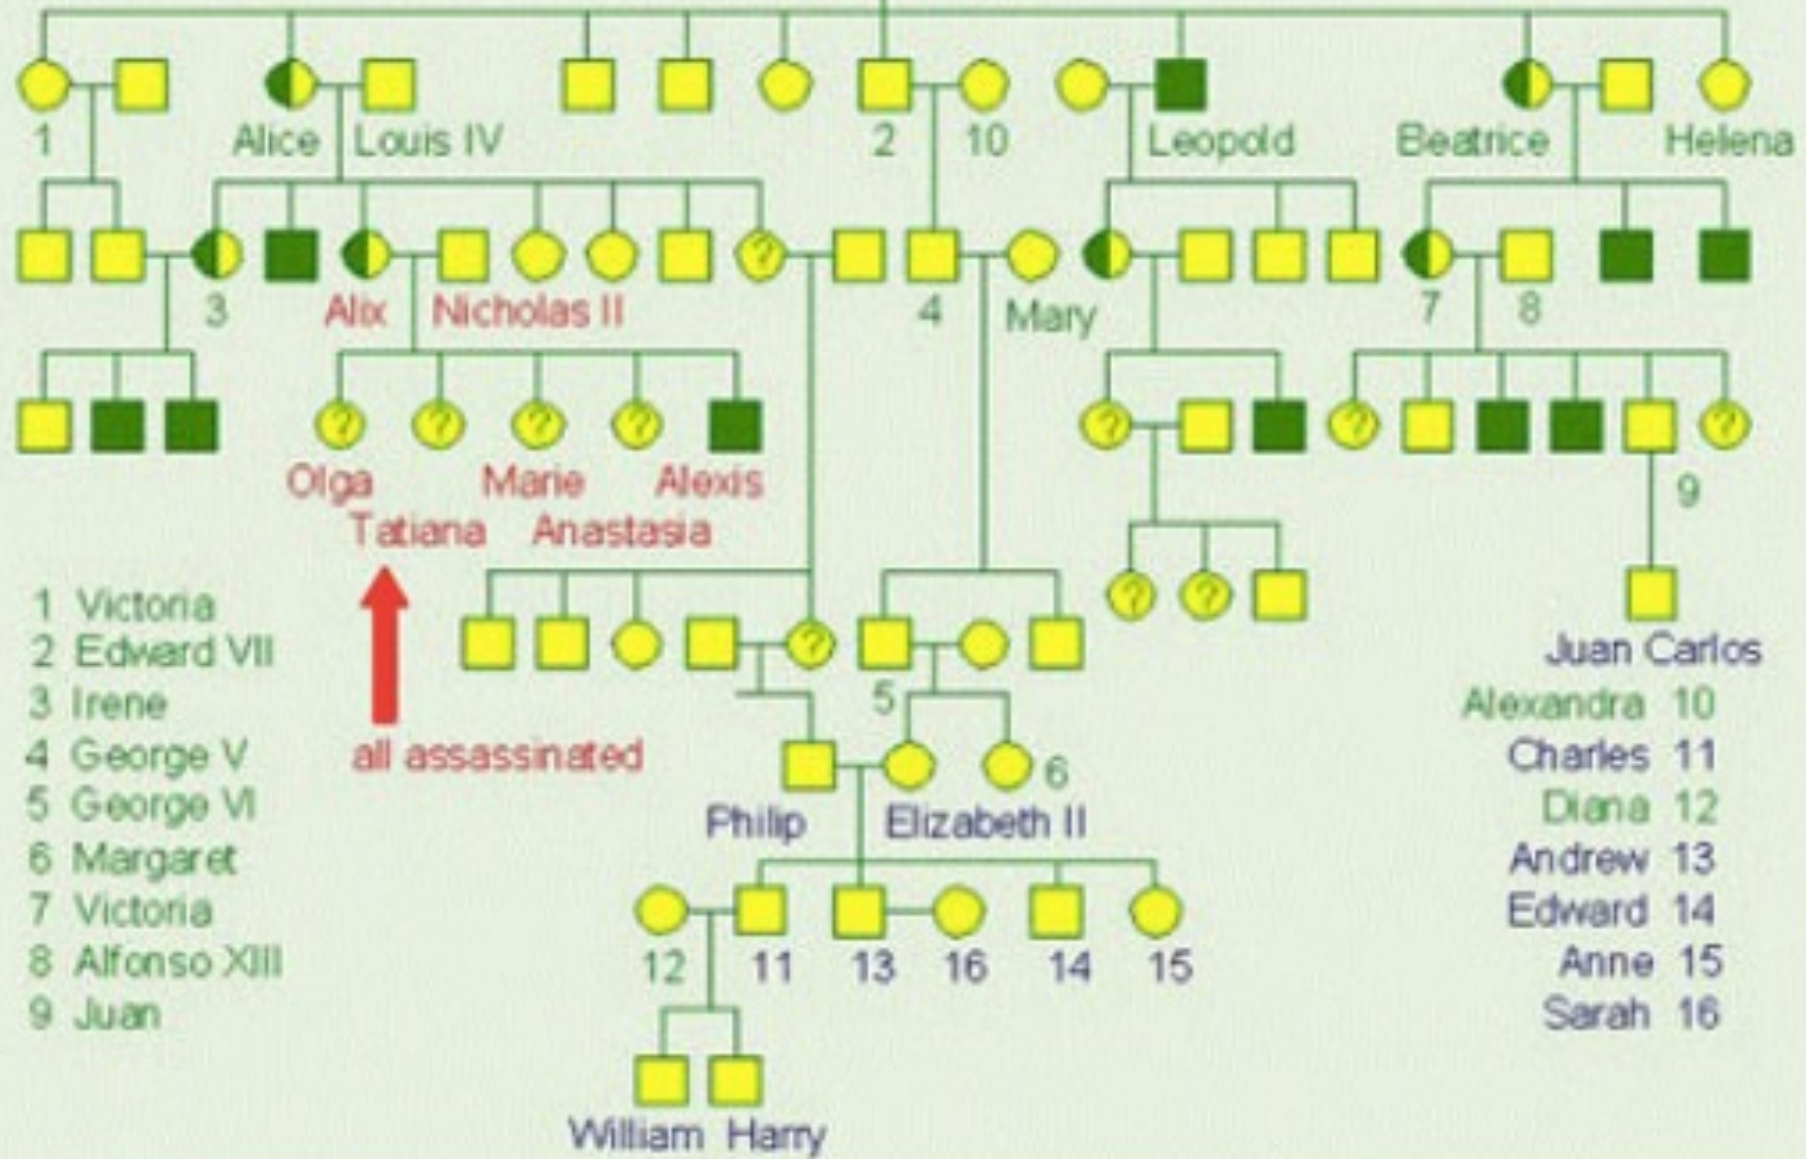 1 Alice Louis IV 2 10 Leopold Beatrice Helena
?
3 Alix Nicholas II 4 Mary 7 8
? ? ? ? ? ? ?
Olga Marie Alexis 9
Tatiana Anastasia
? ?
1 Victoria
2 Edward VII
3 Irene
4 George V
5 George VI
6 Margaret
7 Victoria
8 Alfonso XIII
9 Juan
all assassinated
?
5
6
Philip Elizabeth II
12 11 13 16 14 15
William Harry
Juan Carlos
Alexandra 10
Charles 11
Diana 12
Andrew 13
Edward 14
Anne 15
Sarah 16